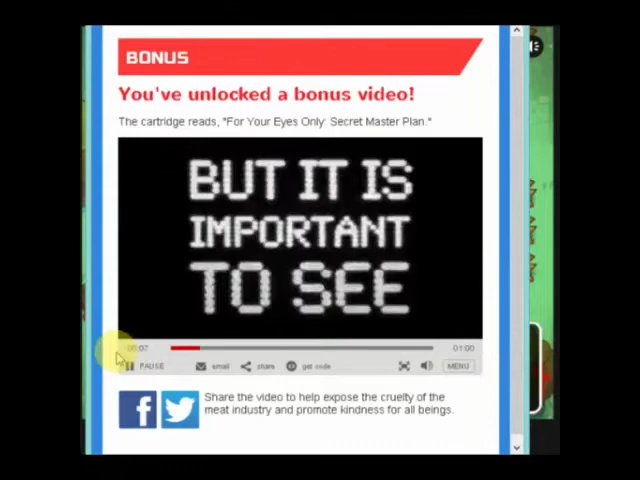 BONUS
You've unlocked a bonus video!
The cartridge reads, "For Your Eyes Only: Secret Master Plan."
BUT IT IS
IMPORTANT
TO SEE
00:07
01:00
PAUSE
email
share
get code
MENU
Share the video to help expose the cruelty of the
meat industry and promote kindness for all beings.